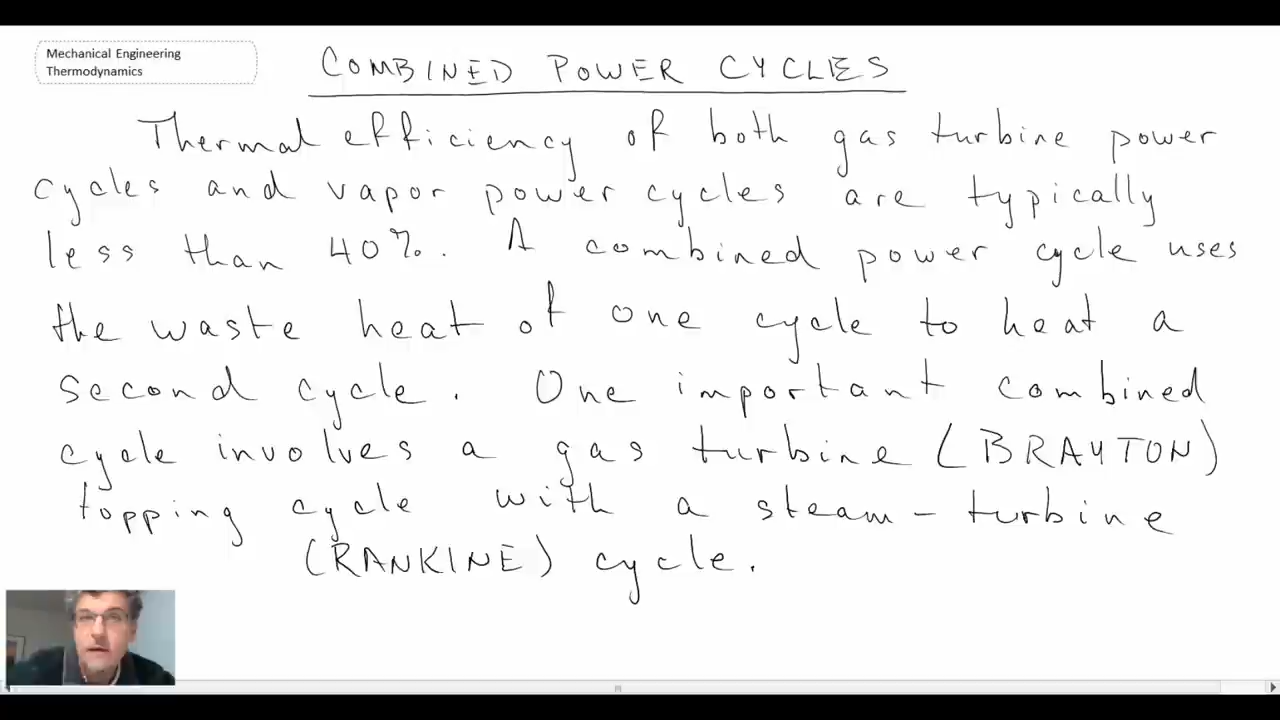 Mechanical Engineering
Thermodynamics
COMBINED POWER CYCLES
Thermal efficiency of both gas turbine power
cycles and vapor power cycles are typically
less than 40%. A combined power cycle uses
the waste heat of one cycle to heat a
second cycle. One important combined
cycle involves a gas turbine (BRAYTON)
topping cycle with a steam-turbine
(RANKINE) cycle.